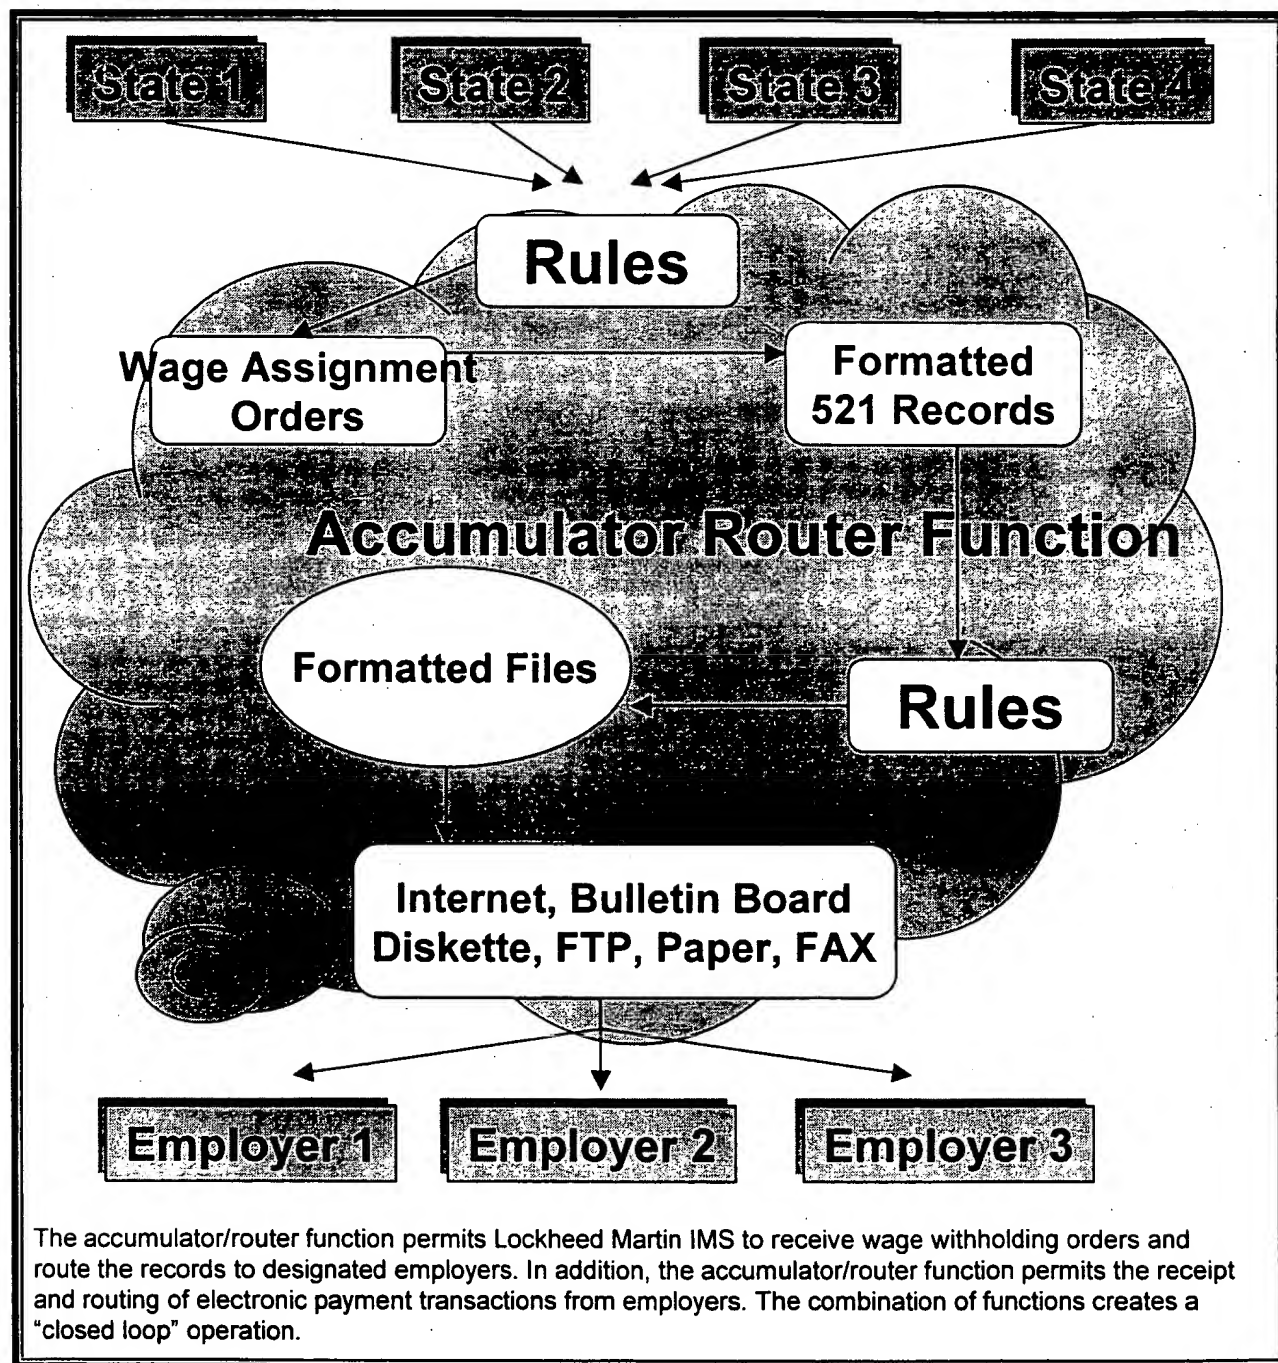 State 1 State 2 State 3 State 4
Rules
Wage Assignment
Orders
Formatted
521 Records
Accumulator Router Function
Formatted Files
Rules
Internet, Bulletin Board
Diskette, FTP, Paper, FAX
Employer 1 Employer 2 Employer 3
The accumulator/router function permits Lockheed Martin IMS to receive wage withholding orders and
route the records to designated employers. In addition, the accumulator/router function permits the receipt
and routing of electronic payment transactions from employers. The combination of functions creates a
“closed loop” operation.